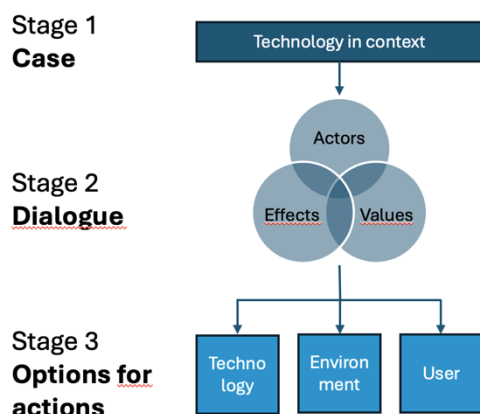 Stage 1
Case
Technology in context
Actors
Stage 2
Dialogue
Effects
Values
Stage 3
Options for
actions
Techno
logy
Environ
ment
User